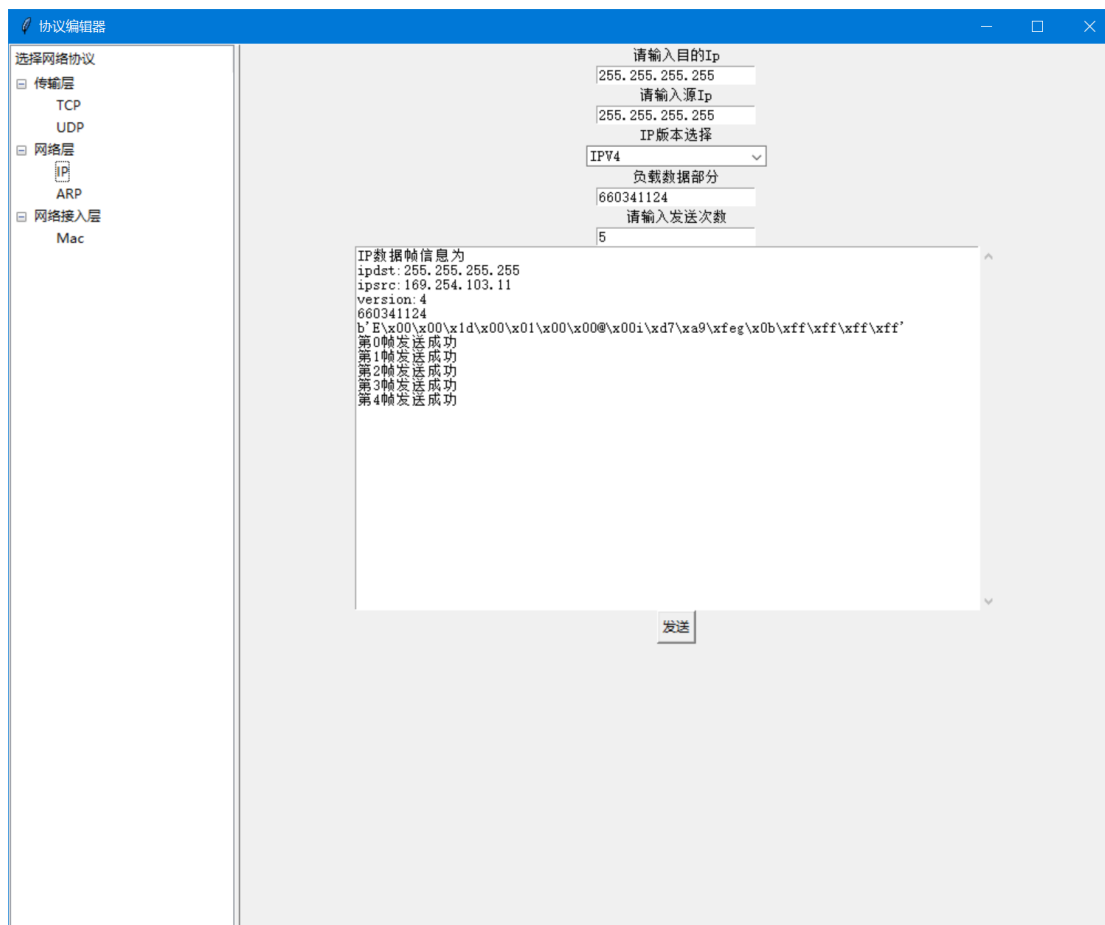 协议编辑器
选择网络协议
传输层
TCP
UDP
网络层
IP
ARP
网络接入层
Mac
请输入目的Ip
255.255.255.255
请输入源Ip
255.255.255.255
IP版本选择
IPV4
负载数据部分
660341124
请输入发送次数
5
IP数据帧信息为
ipdst:255.255.255.255
ipsrc:169.254.103.11
version:4
660341124
b'E\x00\x00\x1d\x00\x01\x00\x00@\x00i\xd7\xa9\xfeg\x0b\xff\xff\xff\xff'
第0帧发送成功
第1帧发送成功
第2帧发送成功
第3帧发送成功
第4帧发送成功
发送